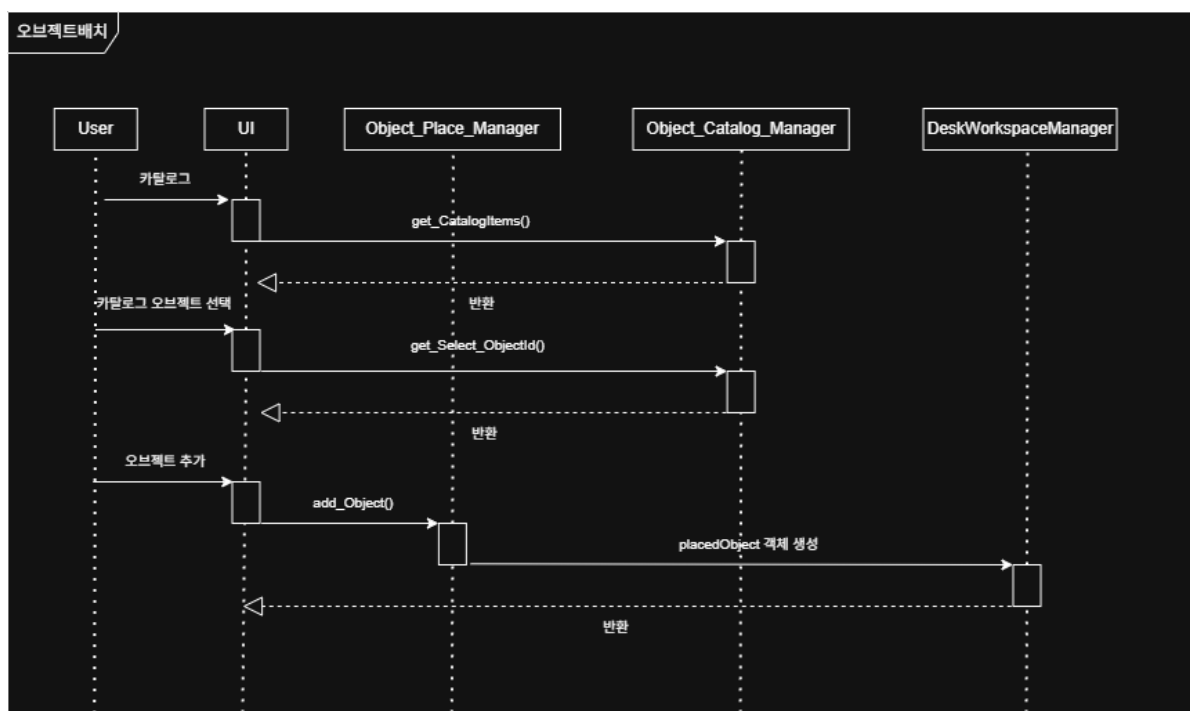 오브젝트배치
User
UI
Object_Place_Manager
Object_Catalog_Manager
DeskWorkspaceManager
카탈로그
get_CatalogItems()
반환
카탈로그 오브젝트 선택
get_Select_ObjectId()
반환
오브젝트 추가
add_Object()
placedObject 객체 생성
반환